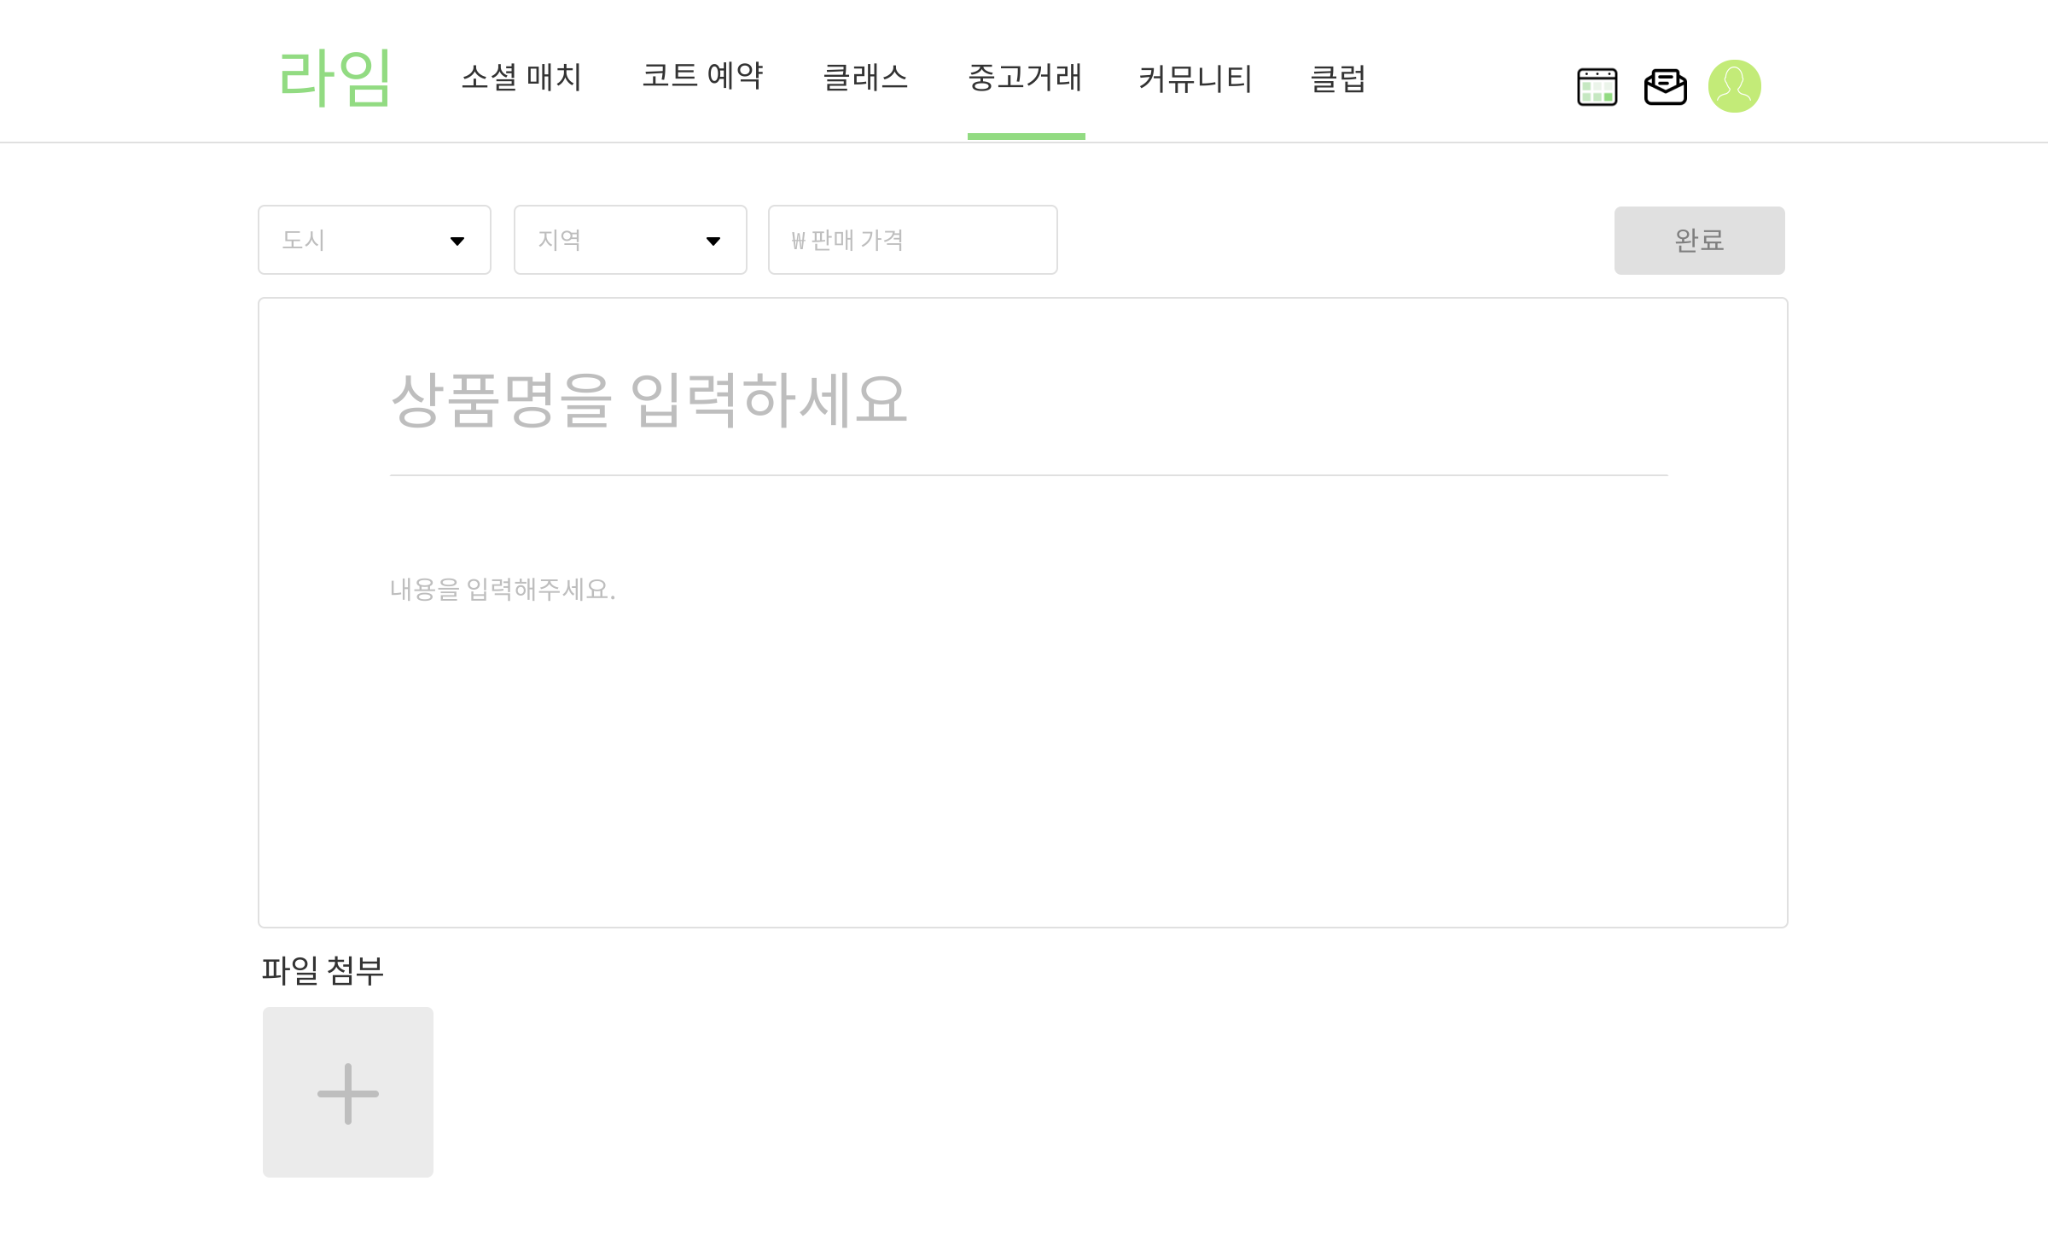 라임 소셜 매치 코트 예약 클래스 중고거래 커뮤니티 클럽
도시 지역 ₩ 판매 가격 완료
상품명을 입력하세요
내용을 입력해주세요.
파일 첨부